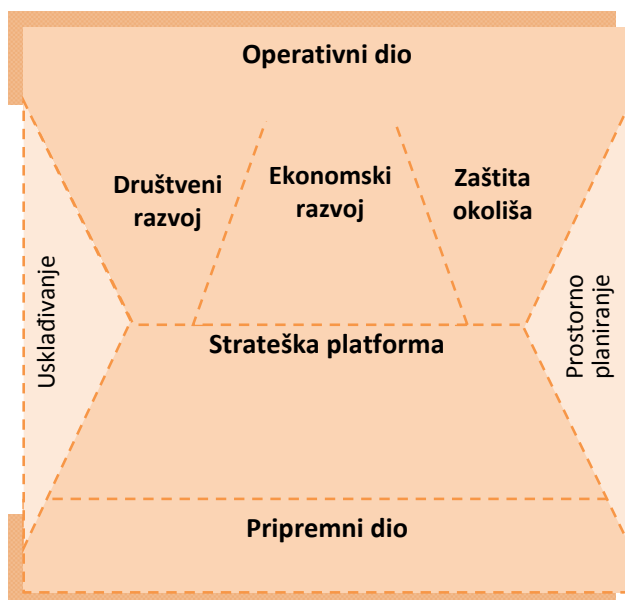 Operativni dio
Društveni
razvoj
Ekonomski
razvoj
Zaštita
okoliša
Usklađivanje
Prostorno
planiranje
Strateška platforma
Pripremni dio